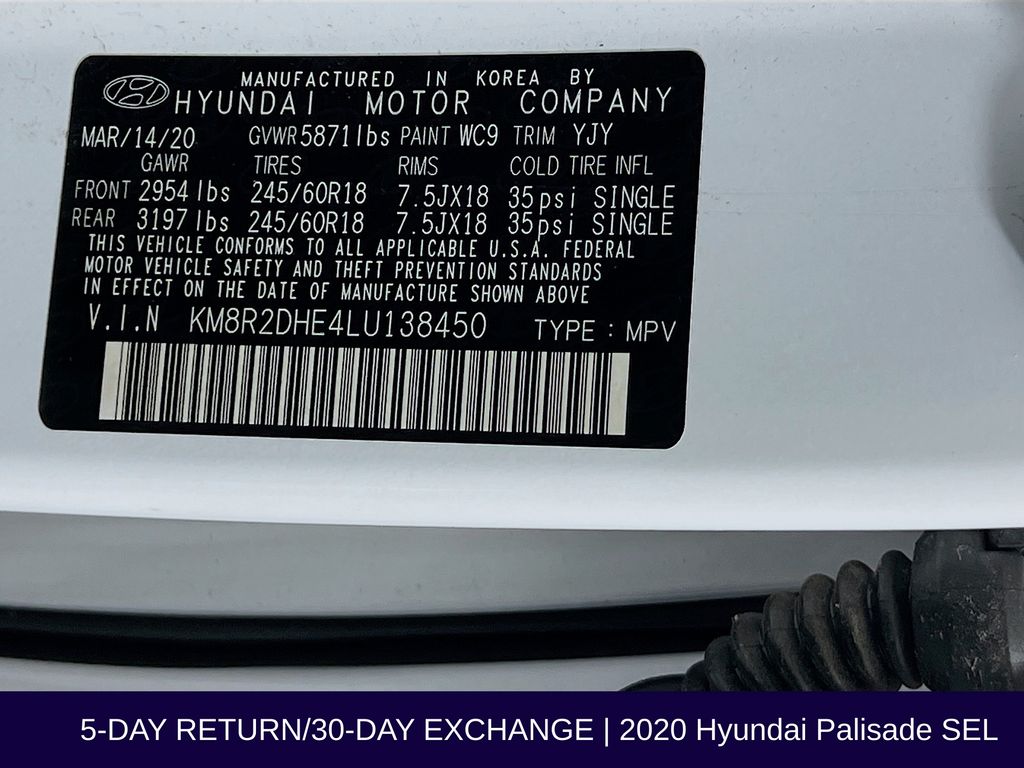 MANUFACTURED IN KOREA BY
HYUNDAI MOTOR COMPANY
MAR/14/20 GVWR 5871lbs PAINT WC9 TRIM YJY
GAWR TIRES RIMS COLD TIRE INFL
FRONT 2954lbs 245/60R18 7.5JX18 35psi SINGLE
REAR 3197lbs 245/60R18 7.5JX18 35psi SINGLE
THIS VEHICLE CONFORMS TO ALL APPLICABLE U.S.A. FEDERAL
MOTOR VEHICLE SAFETY AND THEFT PREVENTION STANDARDS
IN EFFECT ON THE DATE OF MANUFACTURE SHOWN ABOVE
V.I.N KM8R2DHE4LU138450 TYPE : MPV
5-DAY RETURN/30-DAY EXCHANGE | 2020 Hyundai Palisade SEL